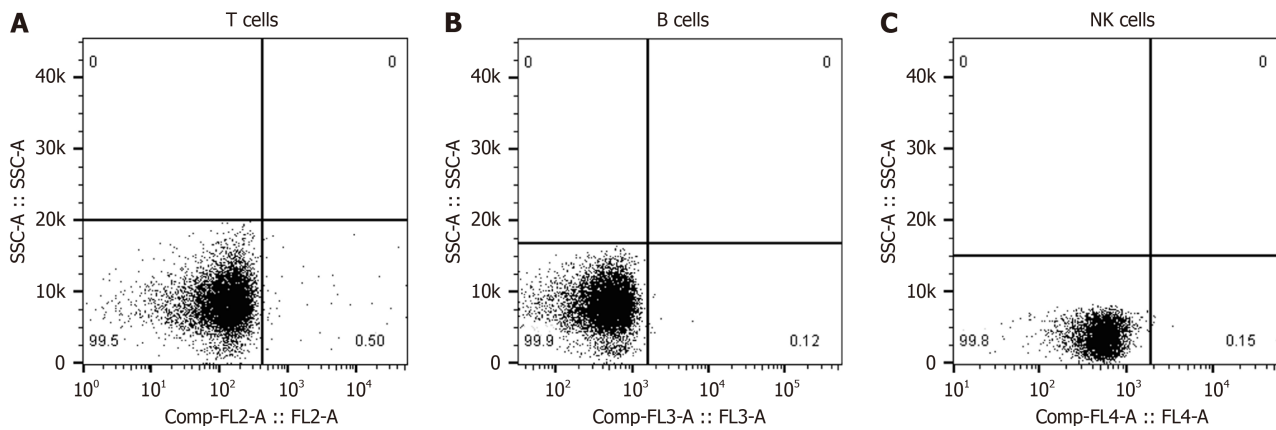 A
T cells
0
0
40k
30k
20k
10k
0
99.5
0.50
10⁰
10¹
10²
10³
10⁴
SSC-A :: SSC-A
Comp-FL2-A :: FL2-A
B
B cells
0
0
40k
30k
20k
10k
0
99.9
0.12
10²
10³
10⁴
10⁵
SSC-A :: SSC-A
Comp-FL3-A :: FL3-A
C
NK cells
0
0
40k
30k
20k
10k
0
99.8
0.15
10¹
10²
10³
10⁴
SSC-A :: SSC-A
Comp-FL4-A :: FL4-A